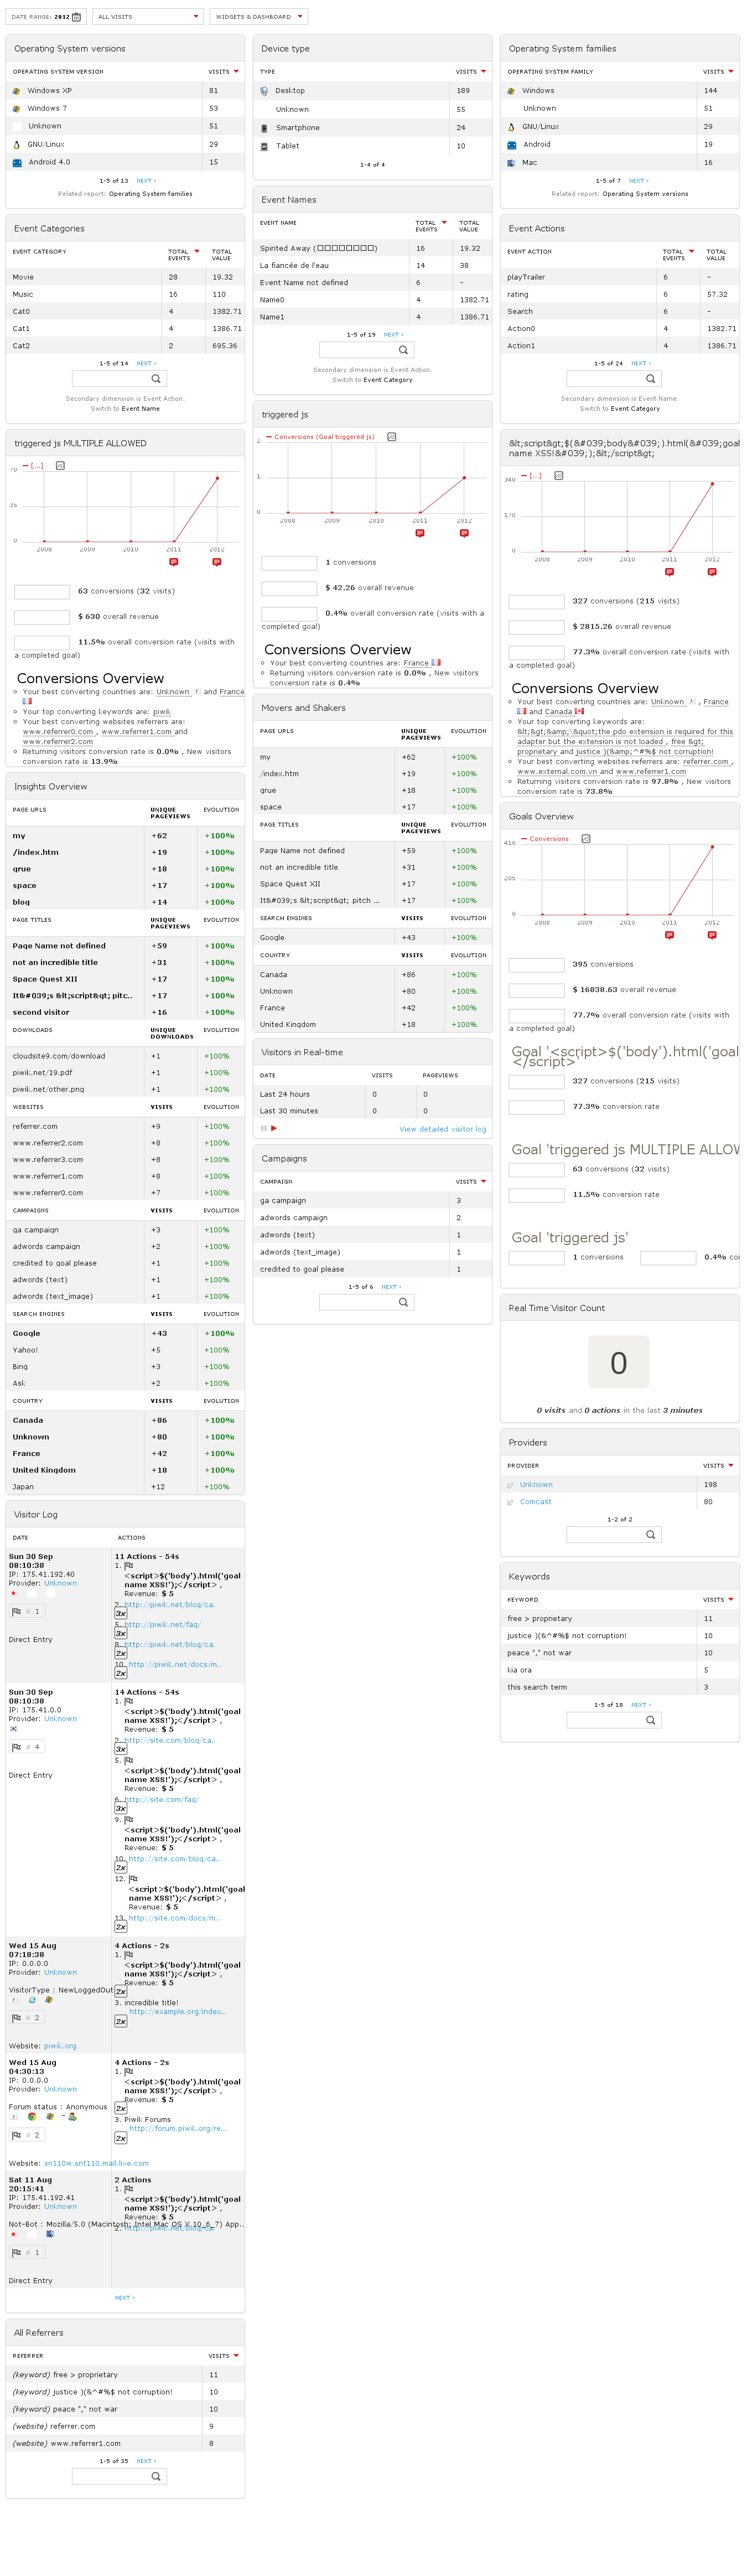 DATE RANGE: 2012
ALL VISITS
WIDGETS & DASHBOARD
Operating System versions
OPERATING SYSTEM VERSION VISITS
Windows XP 81
Windows 7 53
Unknown 51
GNU/Linux 29
Android 4.0 15
1-5 of 13 NEXT ›
Related report: Operating System families
Event Categories
EVENT CATEGORY TOTAL EVENTS TOTAL VALUE
Movie 28 19.32
Music 16 110
Cat0 4 1382.71
Cat1 4 1386.71
Cat2 2 695.36
1-5 of 14 NEXT ›
Secondary dimension is Event Action.
Switch to Event Name
triggered js MULTIPLE ALLOWED
[...]
70
35
0
2008 2009 2010 2011 2012
63 conversions (32 visits)
$ 630 overall revenue
11.5% overall conversion rate (visits with
a completed goal)
Conversions Overview
Your best converting countries are: Unknown and France
Your top converting keywords are: piwik
Your best converting websites referrers are:
www.referrer0.com , www.referrer1.com and
www.referrer2.com
Returning visitors conversion rate is 0.0% , New visitors
conversion rate is 13.9%
Insights Overview
PAGE URLS UNIQUE PAGEVIEWS EVOLUTION
my +62 +100%
/index.htm +19 +100%
grue +18 +100%
space +17 +100%
blog +14 +100%
PAGE TITLES UNIQUE PAGEVIEWS EVOLUTION
Page Name not defined +59 +100%
not an incredible title +31 +100%
Space Quest XII +17 +100%
It&#039;s &lt;script&gt; pitc.. +17 +100%
second visitor +16 +100%
DOWNLOADS UNIQUE DOWNLOADS EVOLUTION
cloudsite9.com/download +1 +100%
piwik.net/19.pdf +1 +100%
piwik.net/other.png +1 +100%
WEBSITES VISITS EVOLUTION
referrer.com +9 +100%
www.referrer2.com +8 +100%
www.referrer3.com +8 +100%
www.referrer1.com +8 +100%
www.referrer0.com +7 +100%
CAMPAIGNS VISITS EVOLUTION
ga campaign +3 +100%
adwords campaign +2 +100%
credited to goal please +1 +100%
adwords (text) +1 +100%
adwords (text_image) +1 +100%
SEARCH ENGINES VISITS EVOLUTION
Google +43 +100%
Yahoo! +5 +100%
Bing +3 +100%
Ask +2 +100%
COUNTRY VISITS EVOLUTION
Canada +86 +100%
Unknown +80 +100%
France +42 +100%
United Kingdom +18 +100%
Japan +12 +100%
Visitor Log
DATE ACTIONS
Sun 30 Sep
08:10:38
IP: 175.41.192.40
Provider: Unknown
# 1
Direct Entry
11 Actions - 54s
1.
<script>$('body').html('goal
name XSS!');</script> ,
Revenue: $ 5
2. http://piwik.net/blog/ca.
3x
5. http://piwik.net/faq/
3x
8. http://piwik.net/blog/ca.
2x
10. http://piwik.net/docs/m..
2x
Sun 30 Sep
08:10:38
IP: 175.41.0.0
Provider: Unknown
# 4
Direct Entry
14 Actions - 54s
1.
<script>$('body').html('goal
name XSS!');</script> ,
Revenue: $ 5
2. http://site.com/blog/ca..
3x
5.
<script>$('body').html('goal
name XSS!');</script> ,
Revenue: $ 5
6. http://site.com/faq/
3x
9.
<script>$('body').html('goal
name XSS!');</script> ,
Revenue: $ 5
10. http://site.com/blog/ca..
2x
12.
<script>$('body').html('goal
name XSS!');</script> ,
Revenue: $ 5
13. http://site.com/docs/m..
2x
Wed 15 Aug
07:18:38
IP: 0.0.0.0
Provider: Unknown
VisitorType : NewLoggedOut
# 2
Website: piwik.org
4 Actions - 2s
1.
<script>$('body').html('goal
name XSS!');</script> ,
Revenue: $ 5
2x
3. incredible title!
http://example.org/index...
2x
Wed 15 Aug
04:30:13
IP: 0.0.0.0
Provider: Unknown
Forum status : Anonymous
# 2
Website: sn110w.snt110.mail.live.com
4 Actions - 2s
1.
<script>$('body').html('goal
name XSS!');</script> ,
Revenue: $ 5
2x
3. Piwik Forums
http://forum.piwik.org/re...
2x
Sat 11 Aug
20:15:41
IP: 175.41.192.41
Provider: Unknown
Not-Bot : Mozilla/5.0 (Macintosh; Intel Mac OS X 10_6_7) App..
# 1
Direct Entry
2 Actions
1.
<script>$('body').html('goal
name XSS!');</script> ,
Revenue: $ 5
2. http://piwik.net/blog/ca.
NEXT ›
All Referrers
REFERRER VISITS
(keyword) free > proprietary 11
(keyword) justice )(&^#%$ not corruption! 10
(keyword) peace "," not war 10
(website) referrer.com 9
(website) www.referrer1.com 8
1-5 of 35 NEXT ›
Device type
TYPE VISITS
Desktop 189
Unknown 55
Smartphone 24
Tablet 10
1-4 of 4
Event Names
EVENT NAME TOTAL EVENTS TOTAL VALUE
Spirited Away (□□□□□□□□) 16 19.32
La fiancée de l'eau 14 38
Event Name not defined 6 -
Name0 4 1382.71
Name1 4 1386.71
1-5 of 19 NEXT ›
Secondary dimension is Event Action.
Switch to Event Category
triggered js
Conversions (Goal triggered js)
2
1
0
2008 2009 2010 2011 2012
1 conversions
$ 42.26 overall revenue
0.4% overall conversion rate (visits with a
completed goal)
Conversions Overview
Your best converting countries are: France
Returning visitors conversion rate is 0.0% , New visitors
conversion rate is 0.4%
Movers and Shakers
PAGE URLS UNIQUE PAGEVIEWS EVOLUTION
my +62 +100%
/index.htm +19 +100%
grue +18 +100%
space +17 +100%
PAGE TITLES UNIQUE PAGEVIEWS EVOLUTION
Page Name not defined +59 +100%
not an incredible title +31 +100%
Space Quest XII +17 +100%
It&#039;s &lt;script&gt; pitch ... +17 +100%
SEARCH ENGINES VISITS EVOLUTION
Google +43 +100%
COUNTRY VISITS EVOLUTION
Canada +86 +100%
Unknown +80 +100%
France +42 +100%
United Kingdom +18 +100%
Visitors in Real-time
DATE VISITS PAGEVIEWS
Last 24 hours 0 0
Last 30 minutes 0 0
View detailed visitor log
Campaigns
CAMPAIGN VISITS
ga campaign 3
adwords campaign 2
adwords (text) 1
adwords (text_image) 1
credited to goal please 1
1-5 of 6 NEXT ›
Operating System families
OPERATING SYSTEM FAMILY VISITS
Windows 144
Unknown 51
GNU/Linux 29
Android 19
Mac 16
1-5 of 7 NEXT ›
Related report: Operating System versions
Event Actions
EVENT ACTION TOTAL EVENTS TOTAL VALUE
playTrailer 6 -
rating 6 57.32
Search 6 -
Action0 4 1382.71
Action1 4 1386.71
1-5 of 24 NEXT ›
Secondary dimension is Event Name.
Switch to Event Category
&lt;script&gt;$(&#039;body&#039;).html(&#039;goal
name XSS!&#039;);&lt;/script&gt;
[...]
340
170
0
2008 2009 2010 2011 2012
327 conversions (215 visits)
$ 2815.26 overall revenue
77.3% overall conversion rate (visits with
a completed goal)
Conversions Overview
Your best converting countries are: Unknown , France
and Canada
Your top converting keywords are:
&lt;&gt;&amp;\&quot;the pdo extension is required for this
adapter but the extension is not loaded , free &gt;
proprietary and justice )(&amp;^#%$ not corruption!
Your best converting websites referrers are: referrer.com ,
www.external.com.vn and www.referrer1.com
Returning visitors conversion rate is 97.8% , New visitors
conversion rate is 73.8%
Goals Overview
Conversions
410
205
0
2008 2009 2010 2011 2012
395 conversions
$ 16838.63 overall revenue
77.7% overall conversion rate (visits with
a completed goal)
Goal '<script>$('body').html('goal
</script>'
327 conversions (215 visits)
77.3% conversion rate
Goal 'triggered js MULTIPLE ALLOW
63 conversions (32 visits)
11.5% conversion rate
Goal 'triggered js'
1 conversions 0.4% co
Real Time Visitor Count
0
0 visits and 0 actions in the last 3 minutes
Providers
PROVIDER VISITS
Unknown 198
Comcast 80
1-2 of 2
Keywords
KEYWORD VISITS
free > proprietary 11
justice )(&^#%$ not corruption! 10
peace "," not war 10
kia ora 5
this search term 3
1-5 of 18 NEXT ›